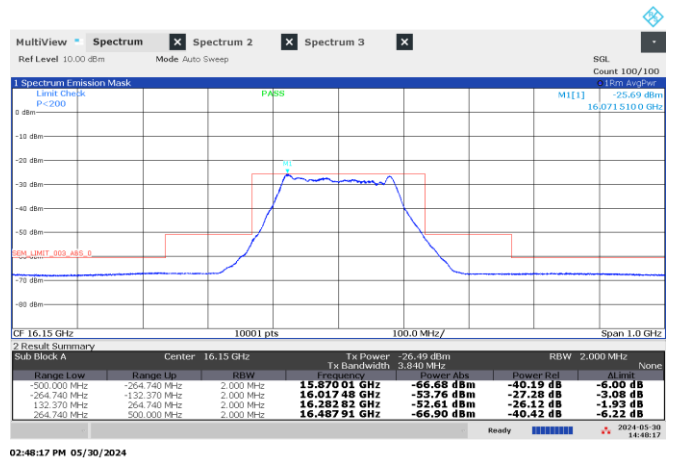 MultiView Spectrum Spectrum 2 Spectrum 3
Ref Level 10.00 dBm Mode Auto Sweep SGL
Count 100/100
1 Spectrum Emission Mask 1Rm AvgPwr
Limit Check PASS M1[1] -25.69 dBm
P<200 16.0715100 GHz
0 dBm
-10 dBm
M1
-20 dBm
-30 dBm
-40 dBm
-50 dBm
SEM_LIMIT_003_ABS_0
-70 dBm
-80 dBm
CF 16.15 GHz 10001 pts 100.0 MHz/ Span 1.0 GHz
2 Result Summary
Sub Block A Center 16.15 GHz Tx Power -26.49 dBm RBW 2.000 MHz
Tx Bandwidth 3.840 MHz None
Range Low Range Up RBW Frequency Power Abs Power Rel ΔLimit
-500.000 MHz -264.740 MHz 2.000 MHz 15.87001 GHz -66.68 dBm -40.19 dB -6.00 dB
-264.740 MHz -132.370 MHz 2.000 MHz 16.01748 GHz -53.76 dBm -27.28 dB -3.08 dB
132.370 MHz 264.740 MHz 2.000 MHz 16.28282 GHz -52.61 dBm -26.12 dB -1.93 dB
264.740 MHz 500.000 MHz 2.000 MHz 16.48791 GHz -66.90 dBm -40.42 dB -6.22 dB
Ready 2024-05-30
14:48:17
02:48:17 PM 05/30/2024